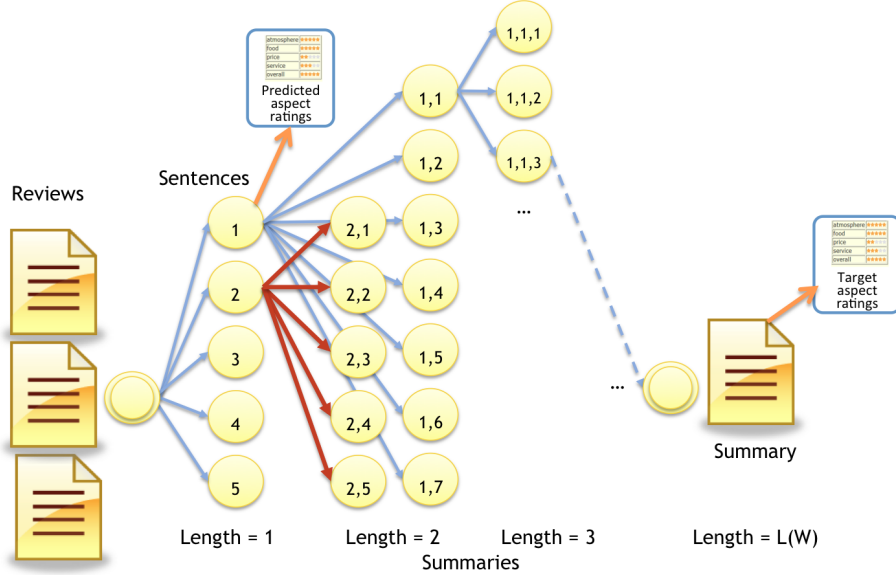 atmosphere
food
price
service
overall
Predicted
aspect
ratings
Reviews
Sentences
1
2
3
4
5
2,1
2,2
2,3
2,4
2,5
1,1
1,2
1,3
1,4
1,5
1,6
1,7
1,1,1
1,1,2
1,1,3
...
...
atmosphere
food
price
service
overall
Target
aspect
ratings
Summary
Length = 1
Length = 2
Length = 3
Length = L(W)
Summaries